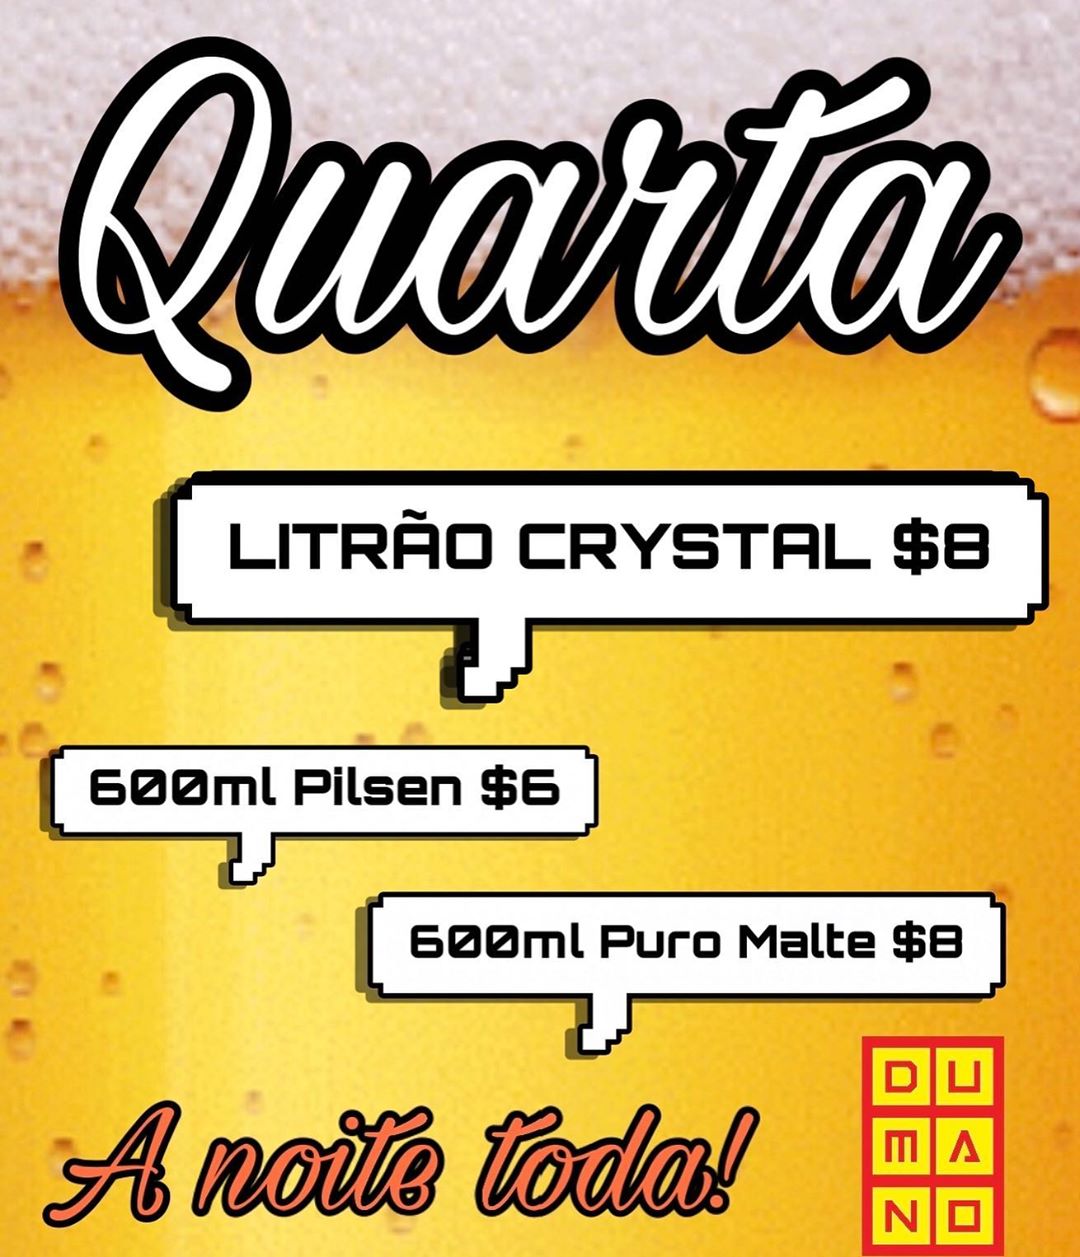 Quarta
LITRÃO CRYSTAL $8
600ml Pilsen $6
600ml Puro Malte $8
A noite toda!
DU
MA
NO